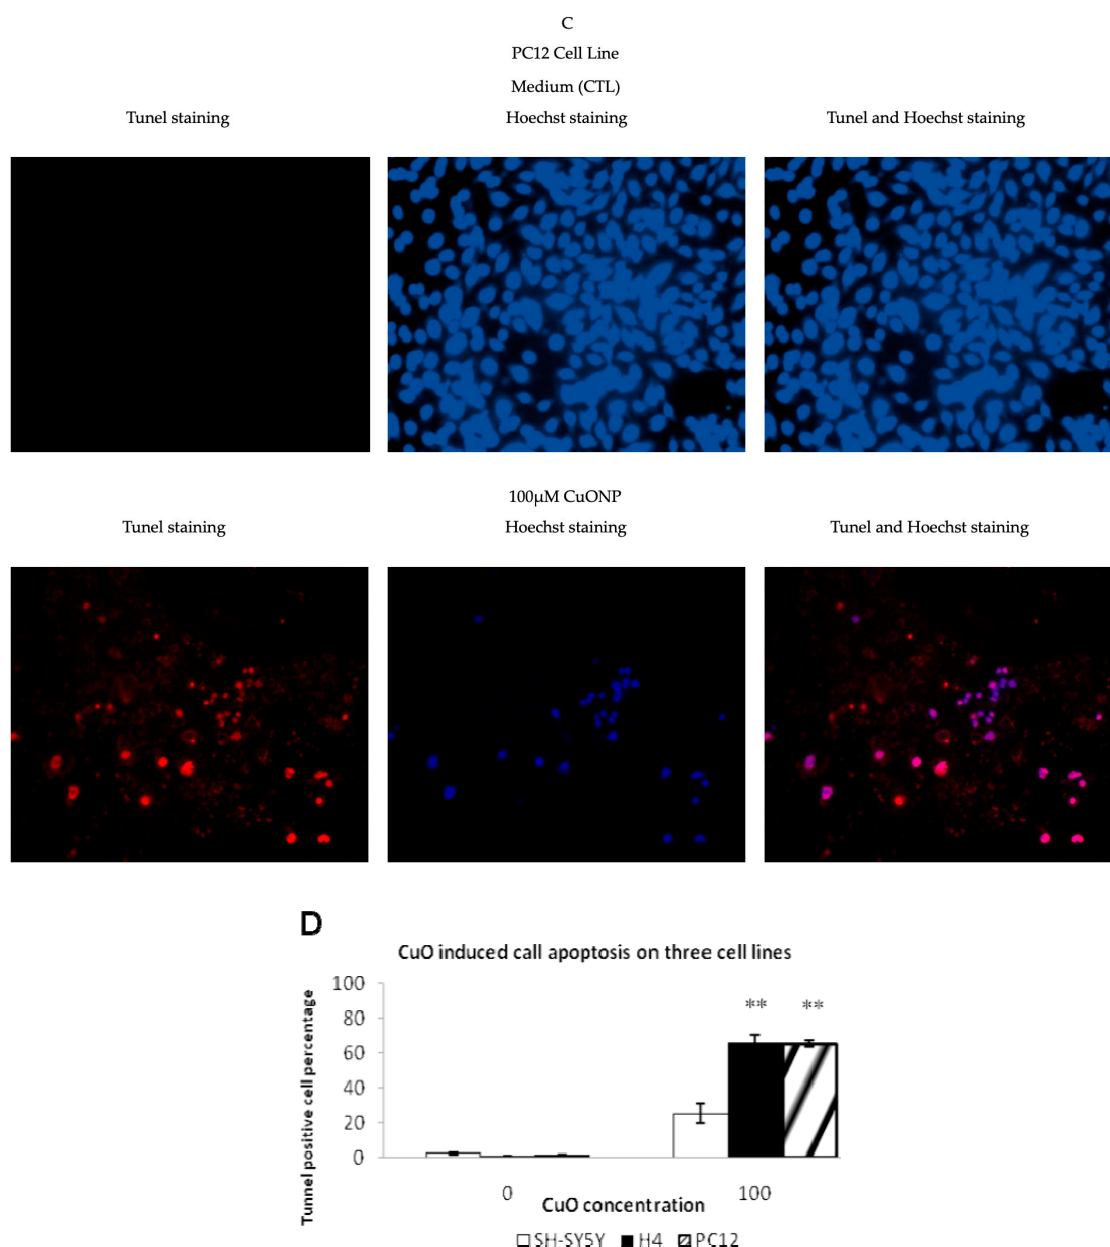 C
PC12 Cell Line
Medium (CTL)
Tunel staining Hoechst staining Tunel and Hoechst staining
100µM CuONP
Tunel staining Hoechst staining Tunel and Hoechst staining
D
CuO induced call apoptosis on three cell lines
Tunnel positive cell percentage
100
80
60
40
20
0
** **
0 100
CuO concentration
SH-SY5Y H4 PC12